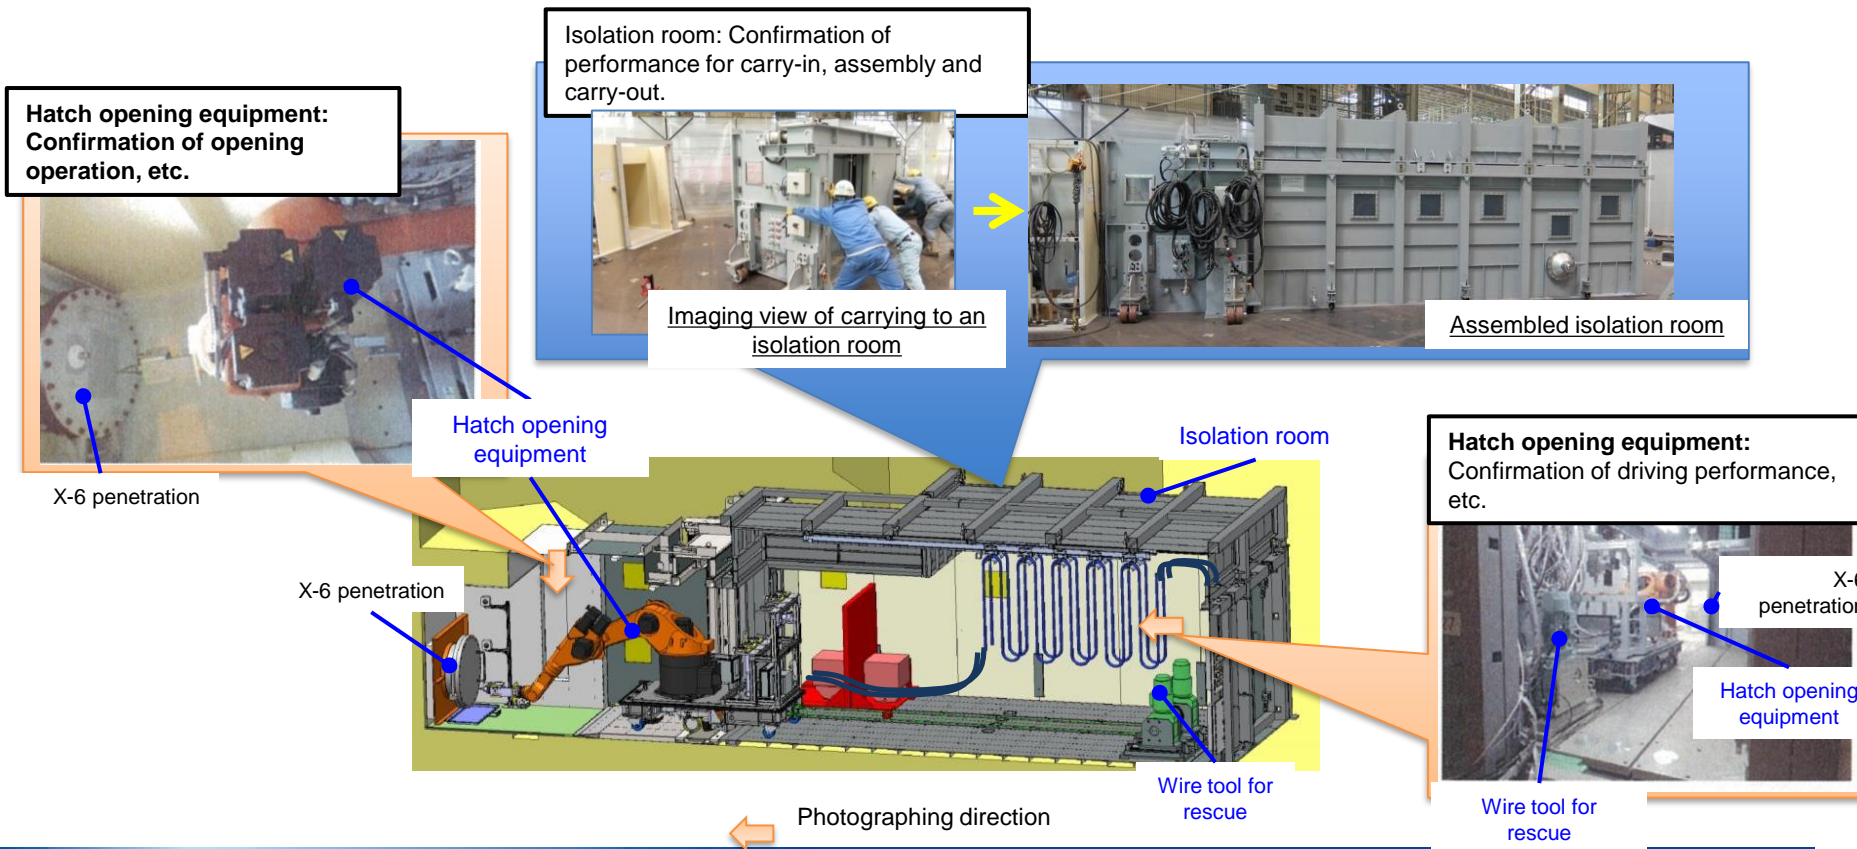 Isolation room: Confirmation of
performance for carry-in, assembly and
carry-out.
Hatch opening equipment:
Confirmation of opening
operation, etc.
Imaging view of carrying to an
isolation room
Assembled isolation room
Hatch opening
equipment
Isolation room
Hatch opening equipment:
Confirmation of driving performance,
etc.
X-6 penetration
X-6 penetration
X-6
penetration
Hatch opening
equipment
Wire tool for
rescue
Wire tool for
rescue
Photographing direction